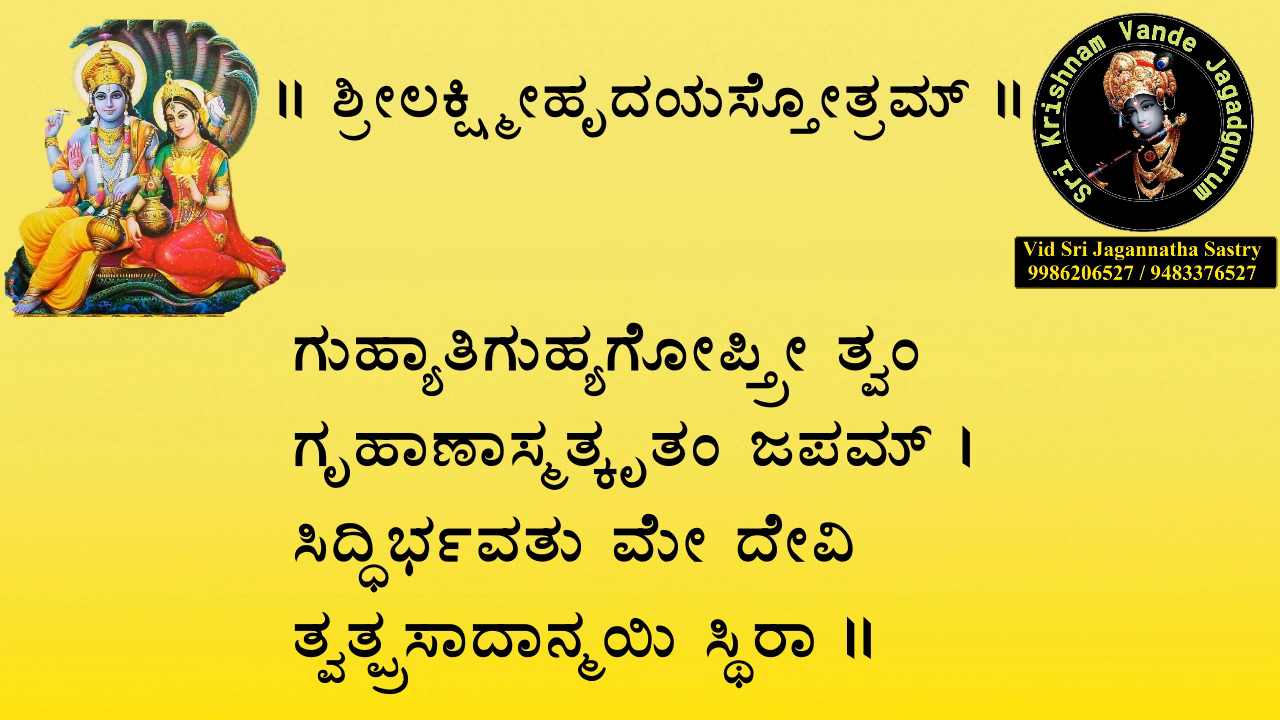 ॥ ಶ್ರೀಲಕ್ಷ್ಮೀಹೃದಯಸ್ತೋತ್ರಮ್ ॥
Sri Krishnam Vande Jagadgurum
Vid Sri Jagannatha Sastry
9986206527 / 9483376527
ಗುಹ್ಯಾತಿಗುಹ್ಯಗೋಪ್ತ್ರೀ ತ್ವಂ
ಗೃಹಾಣಾಸ್ಮತ್ಕೃತಂ ಜಪಮ್ ।
ಸಿದ್ಧಿರ್ಭವತು ಮೇ ದೇವಿ
ತ್ವತ್ಪ್ರಸಾದಾನ್ಮಯಿ ಸ್ಥಿರಾ ॥